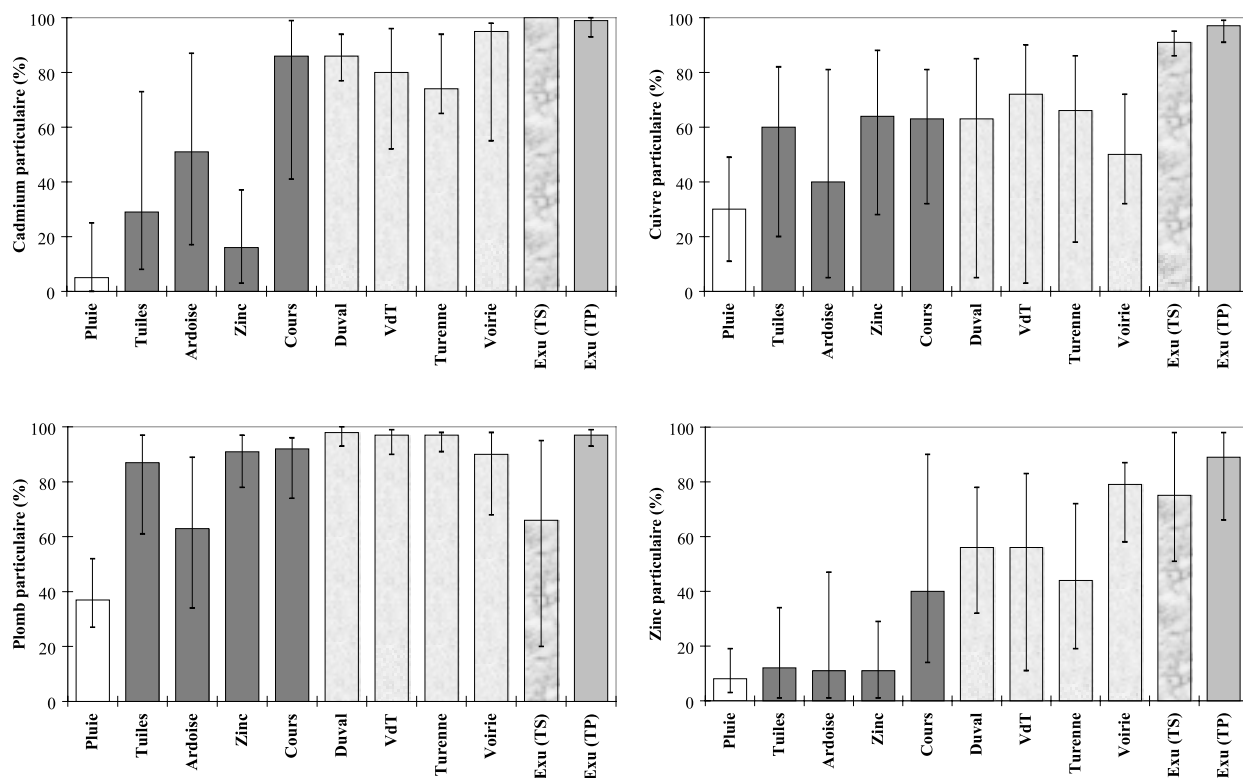 Cadmium particulaire (%)
100
80
60
40
20
0
Pluie
Tuiles
Ardoise
Zinc
Cours
Duval
VdT
Turenne
Voirie
Exu (TS)
Exu (TP)
Cuivre particulaire (%)
100
80
60
40
20
0
Pluie
Tuiles
Ardoise
Zinc
Cours
Duval
VdT
Turenne
Voirie
Exu (TS)
Exu (TP)
Plomb particulaire (%)
100
80
60
40
20
0
Pluie
Tuiles
Ardoise
Zinc
Cours
Duval
VdT
Turenne
Voirie
Exu (TS)
Exu (TP)
Zinc particulaire (%)
100
80
60
40
20
0
Pluie
Tuiles
Ardoise
Zinc
Cours
Duval
VdT
Turenne
Voirie
Exu (TS)
Exu (TP)